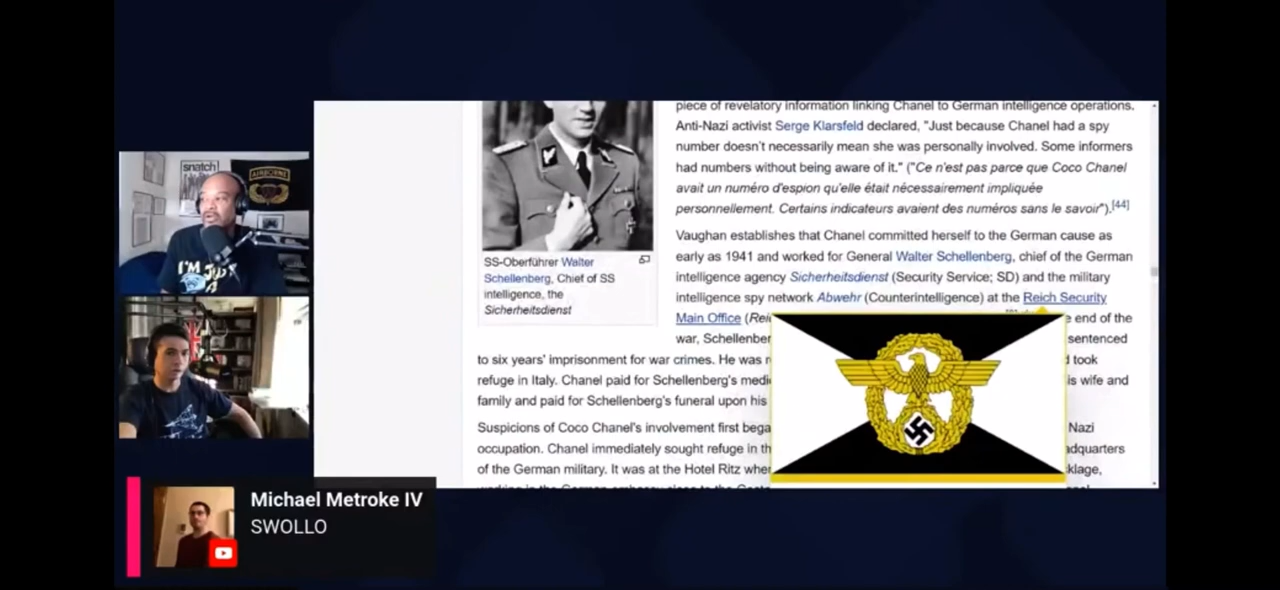 snatch
AIRBORNE
I'M JUST
piece of revelatory information linking Chanel to German intelligence operations.
Anti-Nazi activist Serge Klarsfeld declared, "Just because Chanel had a spy
number doesn't necessarily mean she was personally involved. Some informers
had numbers without being aware of it." ("Ce n'est pas parce que Coco Chanel
avait un numéro d'espion qu'elle était nécessairement impliquée
personnellement. Certains indicateurs avaient des numéros sans le savoir").[44]
Vaughan establishes that Chanel committed herself to the German cause as
early as 1941 and worked for General Walter Schellenberg, chief of the German
intelligence agency Sicherheitsdienst (Security Service; SD) and the military
intelligence spy network Abwehr (Counterintelligence) at the Reich Security
Main Office (Rei e end of the
war, Schellenber sentenced
to six years' imprisonment for war crimes. He was r d took
refuge in Italy. Chanel paid for Schellenberg's medi is wife and
family and paid for Schellenberg's funeral upon his
Suspicions of Coco Chanel's involvement first bega Nazi
occupation. Chanel immediately sought refuge in th adquarters
of the German military. It was at the Hotel Ritz wher klage,
SS-Oberführer Walter
Schellenberg, Chief of SS
intelligence, the
Sicherheitsdienst
Michael Metroke IV
SWOLLO